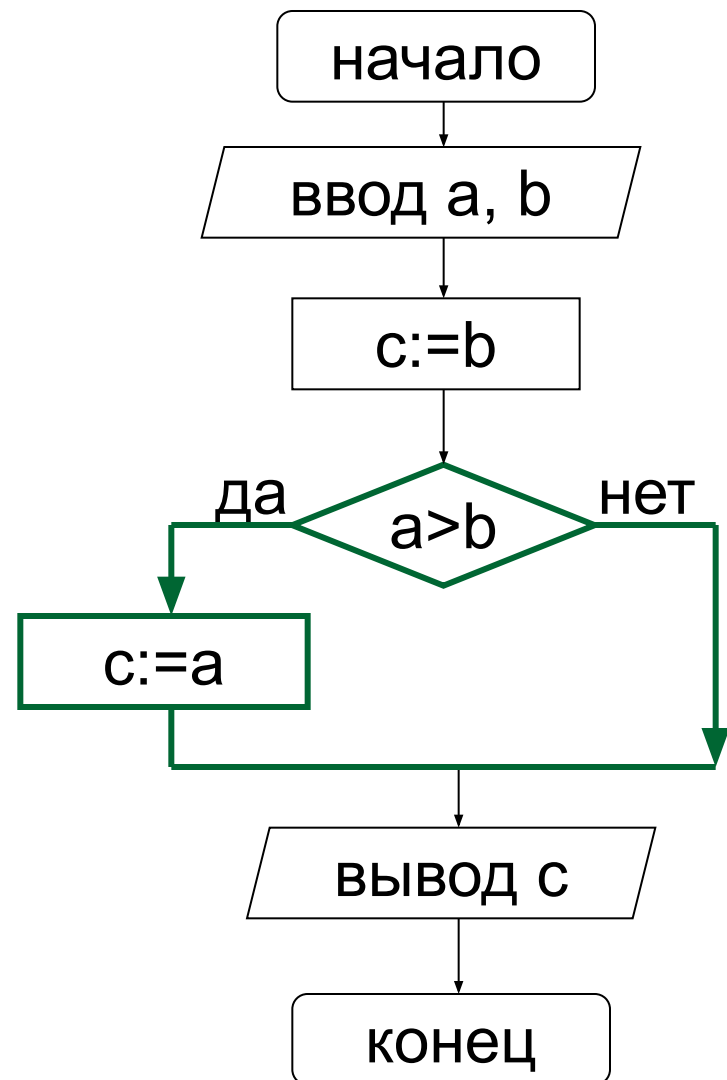 начало
ввод a, b
c:=b
да
нет
a>b
c:=a
вывод c
конец